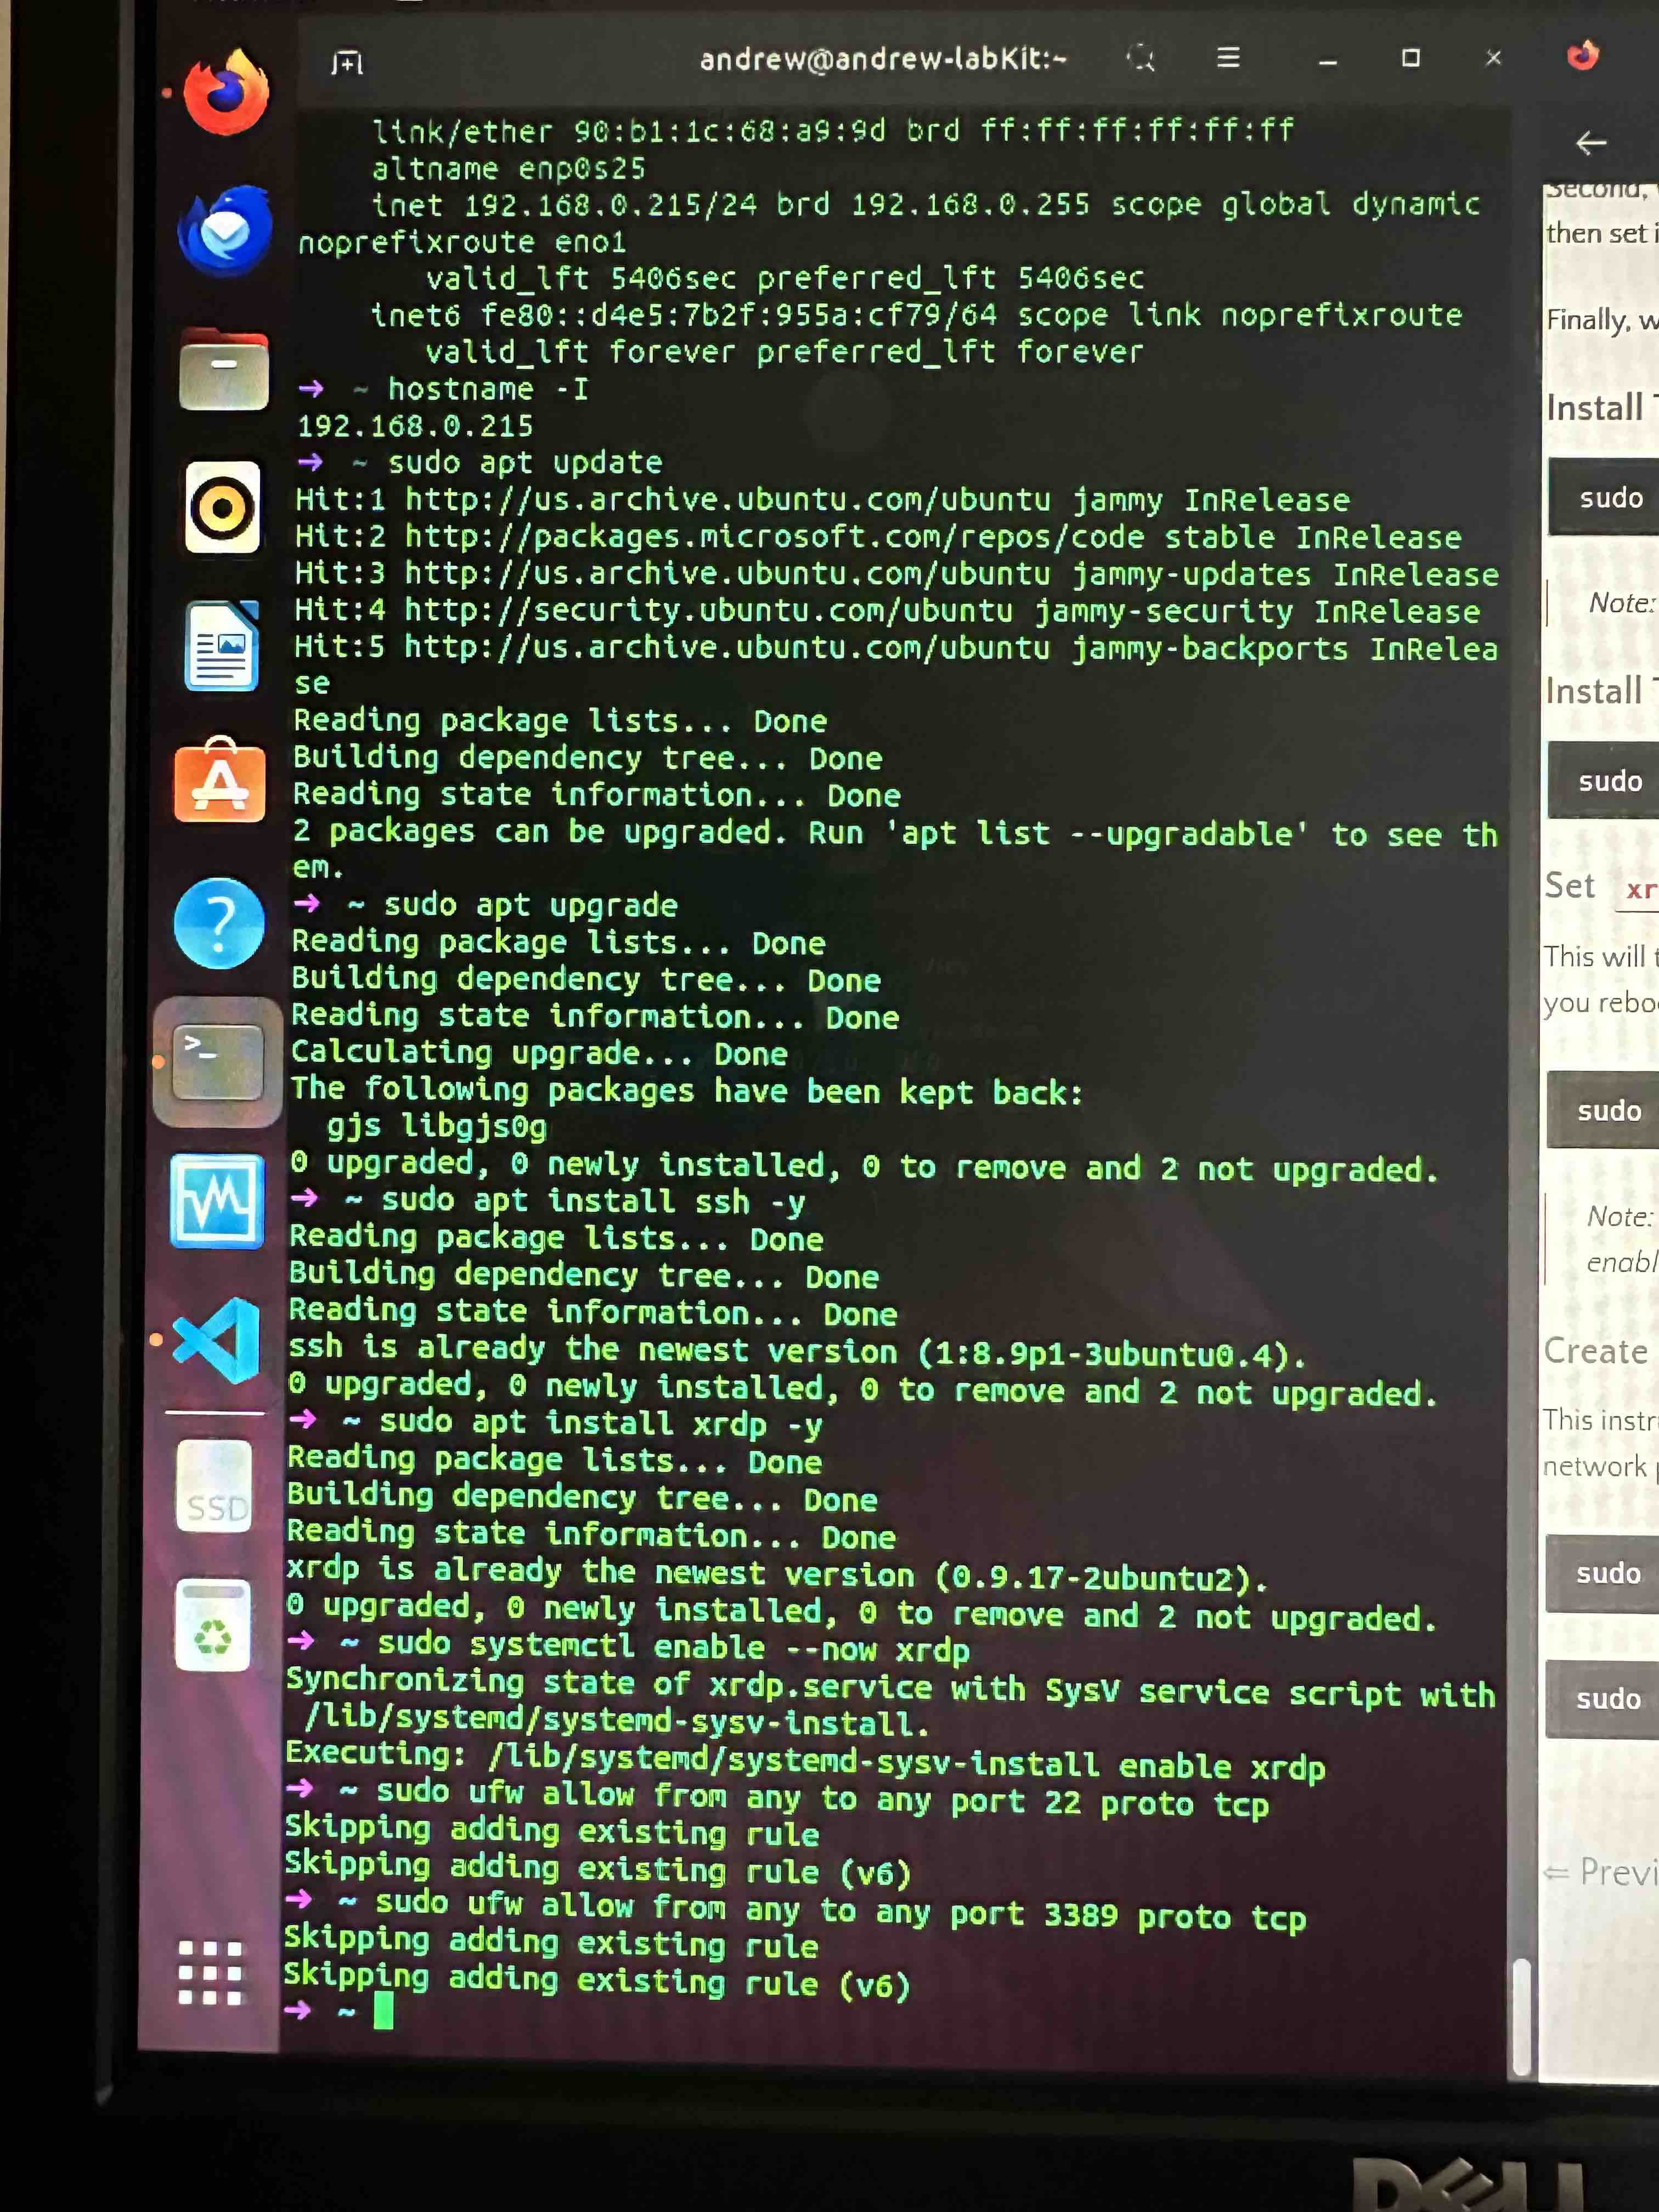 andrew@andrew-labKit:~
link/ether 90:b1:1c:68:a9:9d brd ff:ff:ff:ff:ff:ff
altname enp0s25
inet 192.168.0.215/24 brd 192.168.0.255 scope global dynamic
noprefixroute eno1
valid_lft 5406sec preferred_lft 5406sec
inet6 fe80::d4e5:7b2f:955a:cf79/64 scope link noprefixroute
valid_lft forever preferred_lft forever
→ ~ hostname -I
192.168.0.215
→ ~ sudo apt update
Hit:1 http://us.archive.ubuntu.com/ubuntu jammy InRelease
Hit:2 http://packages.microsoft.com/repos/code stable InRelease
Hit:3 http://us.archive.ubuntu.com/ubuntu jammy-updates InRelease
Hit:4 http://security.ubuntu.com/ubuntu jammy-security InRelease
Hit:5 http://us.archive.ubuntu.com/ubuntu jammy-backports InRelea
se
Reading package lists... Done
Building dependency tree... Done
Reading state information... Done
2 packages can be upgraded. Run 'apt list --upgradable' to see th
em.
→ ~ sudo apt upgrade
Reading package lists... Done
Building dependency tree... Done
Reading state information... Done
Calculating upgrade... Done
The following packages have been kept back:
gjs libgjs0g
0 upgraded, 0 newly installed, 0 to remove and 2 not upgraded.
→ ~ sudo apt install ssh -y
Reading package lists... Done
Building dependency tree... Done
Reading state information... Done
ssh is already the newest version (1:8.9p1-3ubuntu0.4).
0 upgraded, 0 newly installed, 0 to remove and 2 not upgraded.
→ ~ sudo apt install xrdp -y
Reading package lists... Done
Building dependency tree... Done
Reading state information... Done
xrdp is already the newest version (0.9.17-2ubuntu2).
0 upgraded, 0 newly installed, 0 to remove and 2 not upgraded.
→ ~ sudo systemctl enable --now xrdp
Synchronizing state of xrdp.service with SysV service script with
/lib/systemd/systemd-sysv-install.
Executing: /lib/systemd/systemd-sysv-install enable xrdp
→ ~ sudo ufw allow from any to any port 22 proto tcp
Skipping adding existing rule
Skipping adding existing rule (v6)
→ ~ sudo ufw allow from any to any port 3389 proto tcp
Skipping adding existing rule
Skipping adding existing rule (v6)
→ ~
SSD
Second,
then set i
Finally, w
Install
sudo
Note:
Install
sudo
Set xr
This will t
you reboo
sudo
Note:
enabl
Create
This instr
network p
sudo
sudo
⇐ Previ
DELL